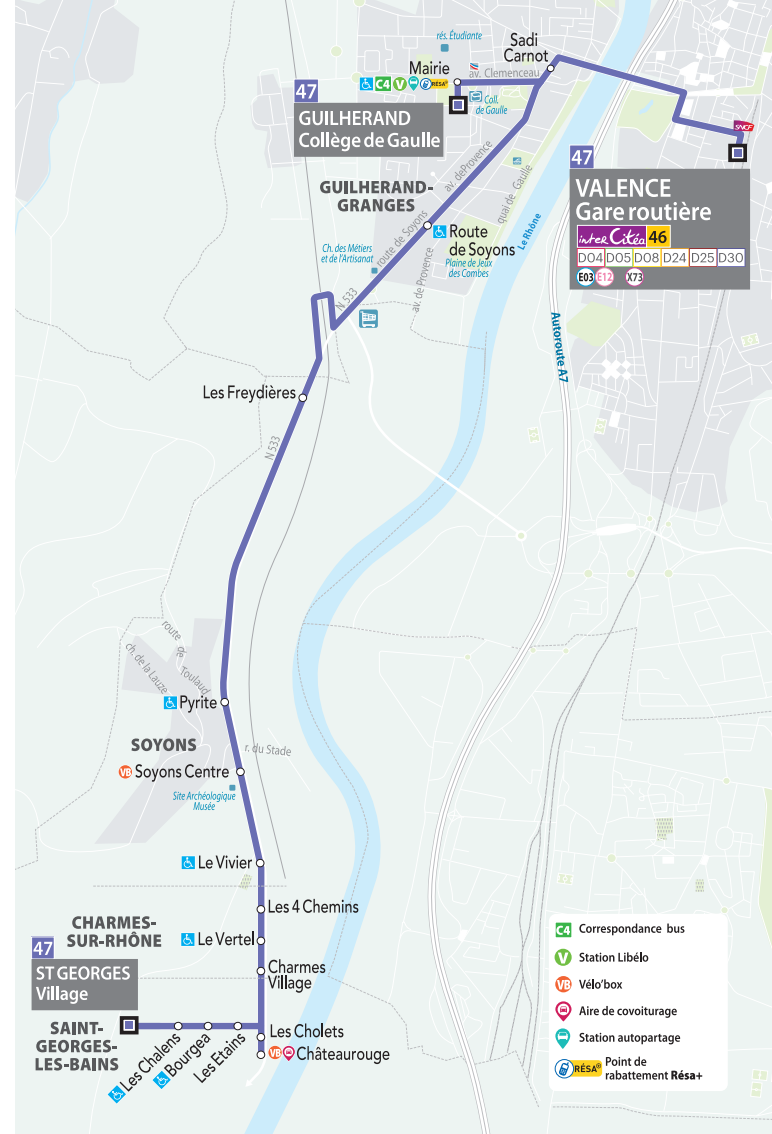 rés. Étudiante
Sadi
Carnot
Mairie
av. Clemenceau
C4 V RÉSA®
Coll.
de Gaulle
47
GUILHERAND
Collège de Gaulle
SNCF
47
VALENCE
Gare routière
inter Citéa 46
D04 D05 D08 D24 D25 D30
E03 E12 X73
GUILHERAND-
GRANGES
av. de Provence
quai de Gaulle
Le Rhône
Route
de Soyons
route de Soyons
Ch. des Métiers
et de l'Artisanat
Plaine de Jeux
des Combes
av. de Provence
N 533
Autoroute A7
Les Freydières
N 533
route
de
Toulaud
ch. de la Lauze
Pyrite
SOYONS
r. du Stade
VB Soyons Centre
Site Archéologique
Musée
Le Vivier
Les 4 Chemins
CHARMES-
SUR-RHÔNE
Le Vertel
47
ST GEORGES
Village
Charmes
Village
SAINT-
GEORGES-
LES-BAINS
Les Chalens
Bourgea
Les Etains
Les Cholets
VB Châteaurouge
C4 Correspondance bus
V Station Libélo
VB Vélo'box
Aire de covoiturage
Station autopartage
RÉSA® Point de
rabattement Résa+